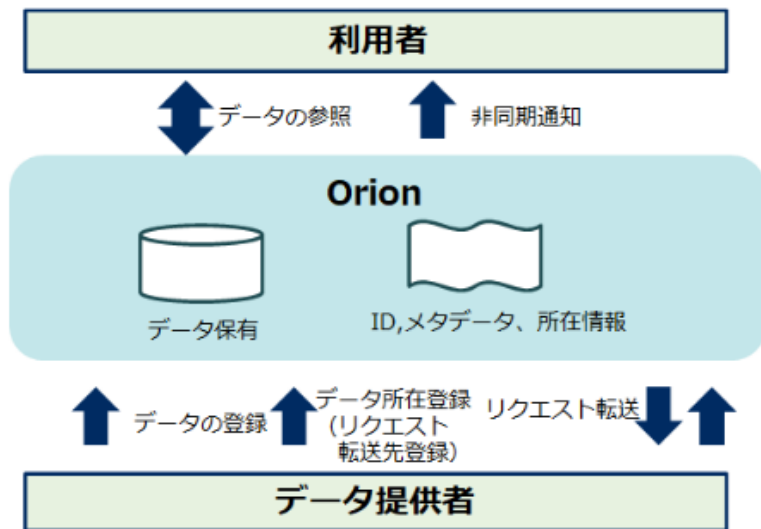 利用者
データの参照
非同期通知
Orion
データ保有
ID,メタデータ、所在情報
データの登録
データ所在登録
(リクエスト
転送先登録)
リクエスト転送
データ提供者